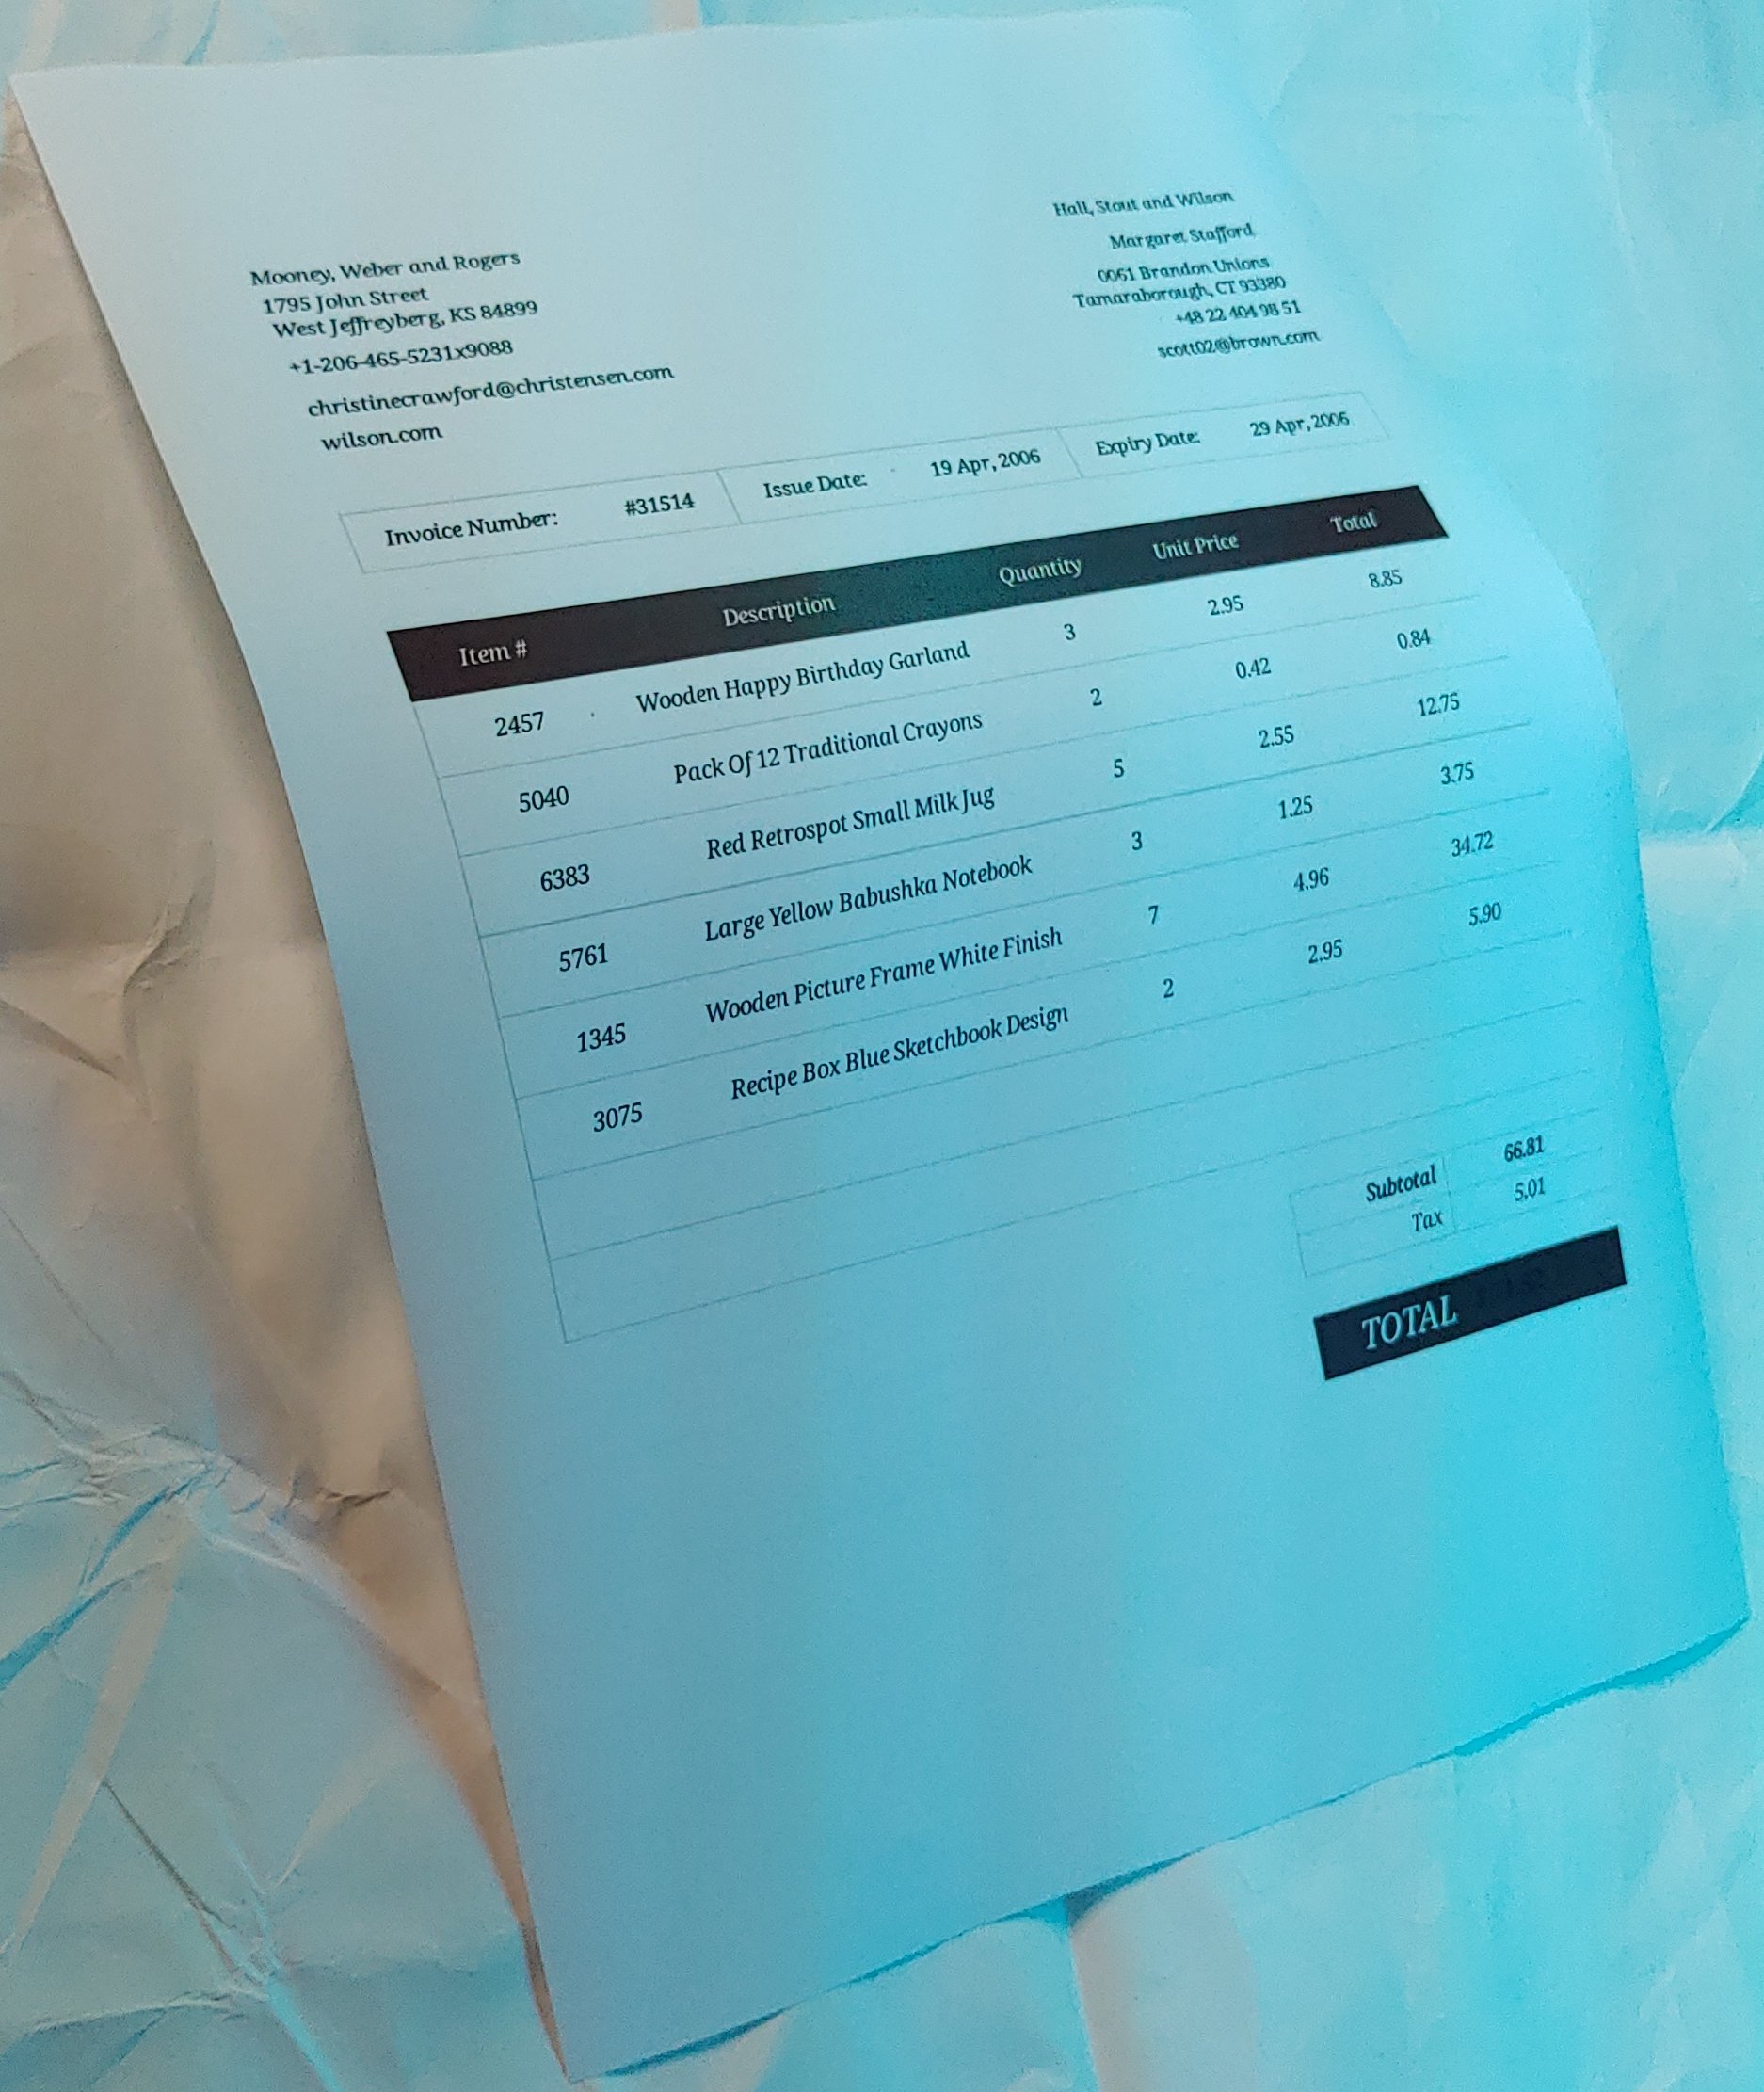 Mooney, Weber and Rogers
1795 John Street
West Jeffreyberg, KS 84899
+1-206-465-5231x9088
christinecrawford@christensen.com
wilson.com
Hall, Stout and Wilson
Margaret Stafford
0061 Brandon Unions
Tamaraborough, CT 93380
+48 22 404 98 51
scott02@brown.com
Invoice Number: #31514 Issue Date: 19 Apr, 2006 Expiry Date: 29 Apr, 2006
Item # Description Quantity Unit Price Total
2457 Wooden Happy Birthday Garland 3 2.95 8.85
5040 Pack Of 12 Traditional Crayons 2 0.42 0.84
6383 Red Retrospot Small Milk Jug 5 2.55 12.75
5761 Large Yellow Babushka Notebook 3 1.25 3.75
1345 Wooden Picture Frame White Finish 7 4.96 34.72
3075 Recipe Box Blue Sketchbook Design 2 2.95 5.90
Subtotal 66.81
Tax 5.01
TOTAL